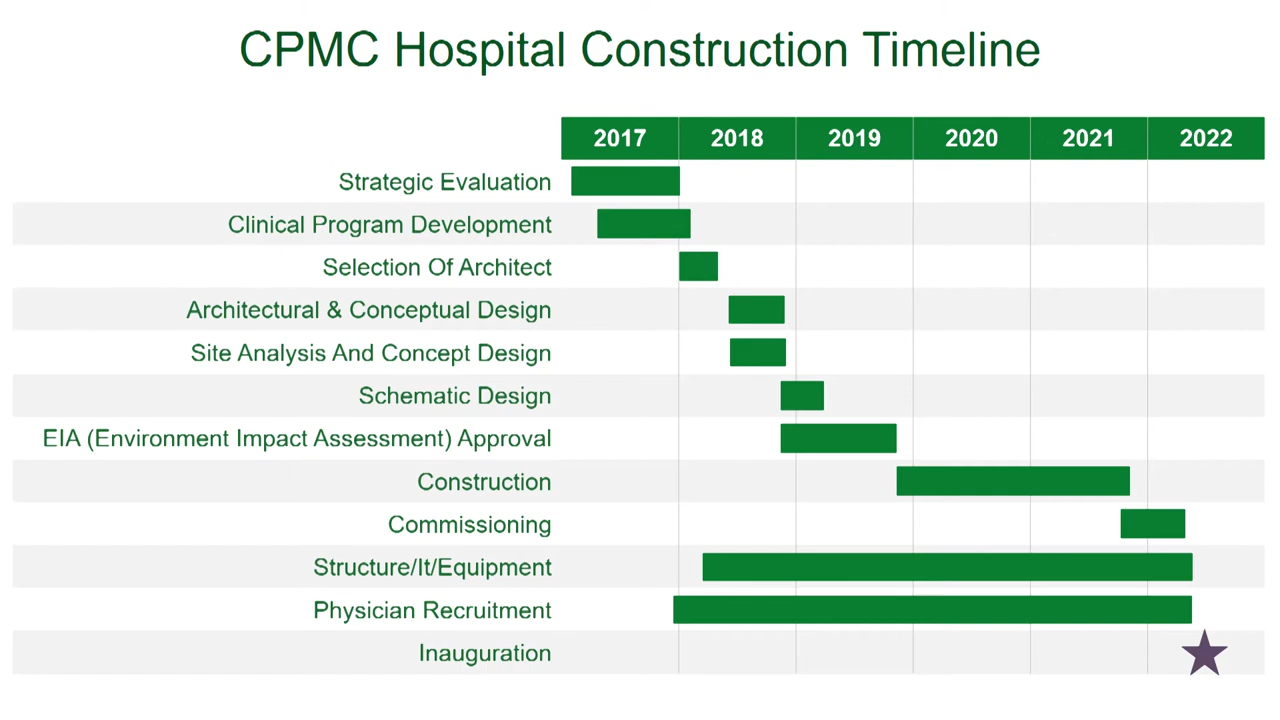 CPMC Hospital Construction Timeline
2017 2018 2019 2020 2021 2022
Strategic Evaluation
Clinical Program Development
Selection Of Architect
Architectural & Conceptual Design
Site Analysis And Concept Design
Schematic Design
EIA (Environment Impact Assessment) Approval
Construction
Commissioning
Structure/It/Equipment
Physician Recruitment
Inauguration